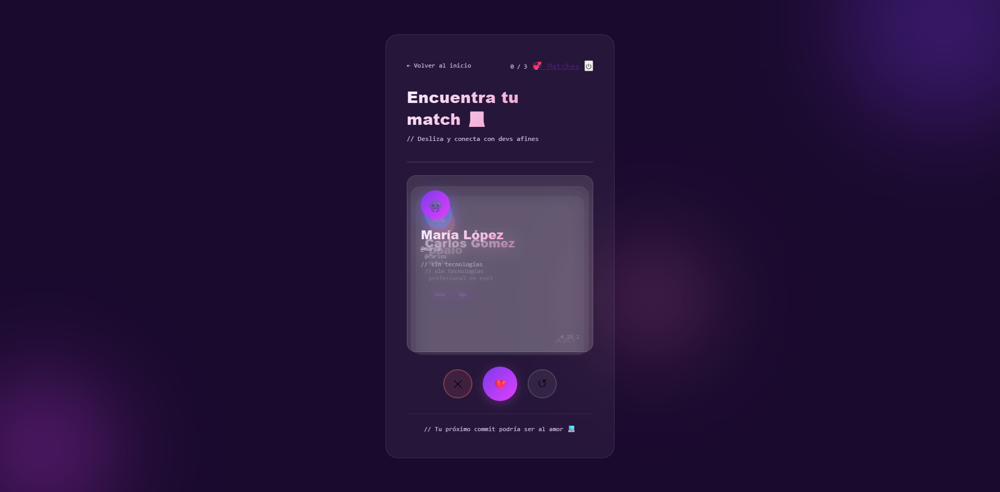 ← Volver al inicio
0 / 3 💞 Matches ⏻
Encuentra tu
match
// Desliza y conecta con devs afines
María López
Carlos Gómez
pbalo
@maria
@carlos
// sin tecnologías
// sin tecnologías
profesional en exel
Java SQL
# ID 2
// Tu próximo commit podría ser al amor 💻